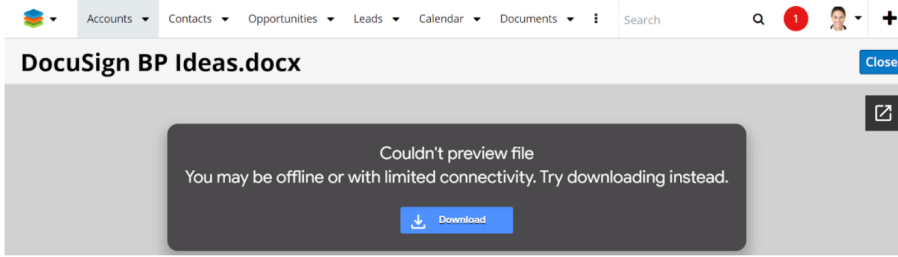 Accounts Contacts Opportunities Leads Calendar Documents Search 1
DocuSign BP Ideas.docx Close
Couldn't preview file
You may be offline or with limited connectivity. Try downloading instead.
Download